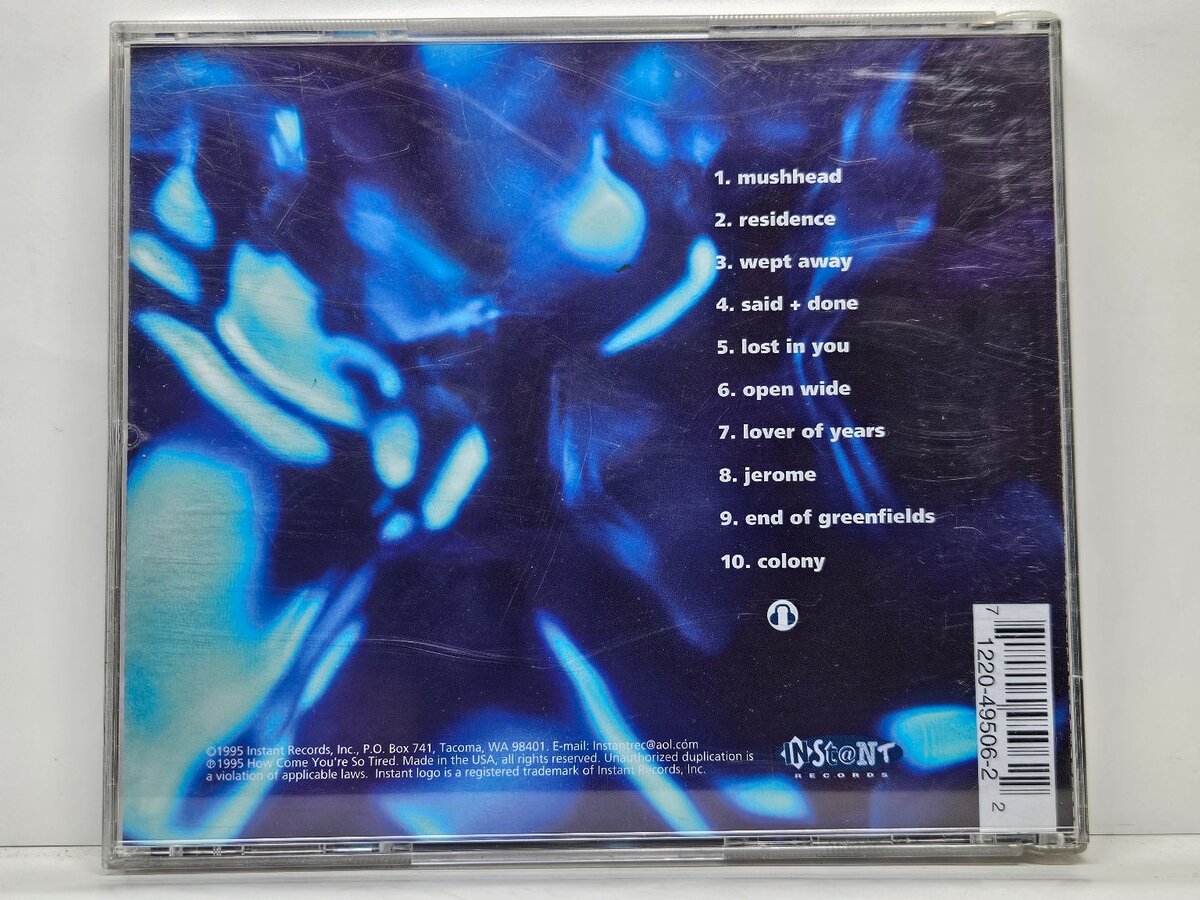 1. mushhead
2. residence
3. wept away
4. said + done
5. lost in you
6. open wide
7. lover of years
8. jerome
9. end of greenfields
10. colony
©1995 Instant Records, Inc., P.O. Box 741, Tacoma, WA 98401. E-mail: Instantrec@aol.com
℗1995 How Come You're So Tired. Made in the USA, all rights reserved. Unauthorized duplication is
a violation of applicable laws. Instant logo is a registered trademark of Instant Records, Inc.
INSt@NT
RECORDS
7 1220-49506-2 2